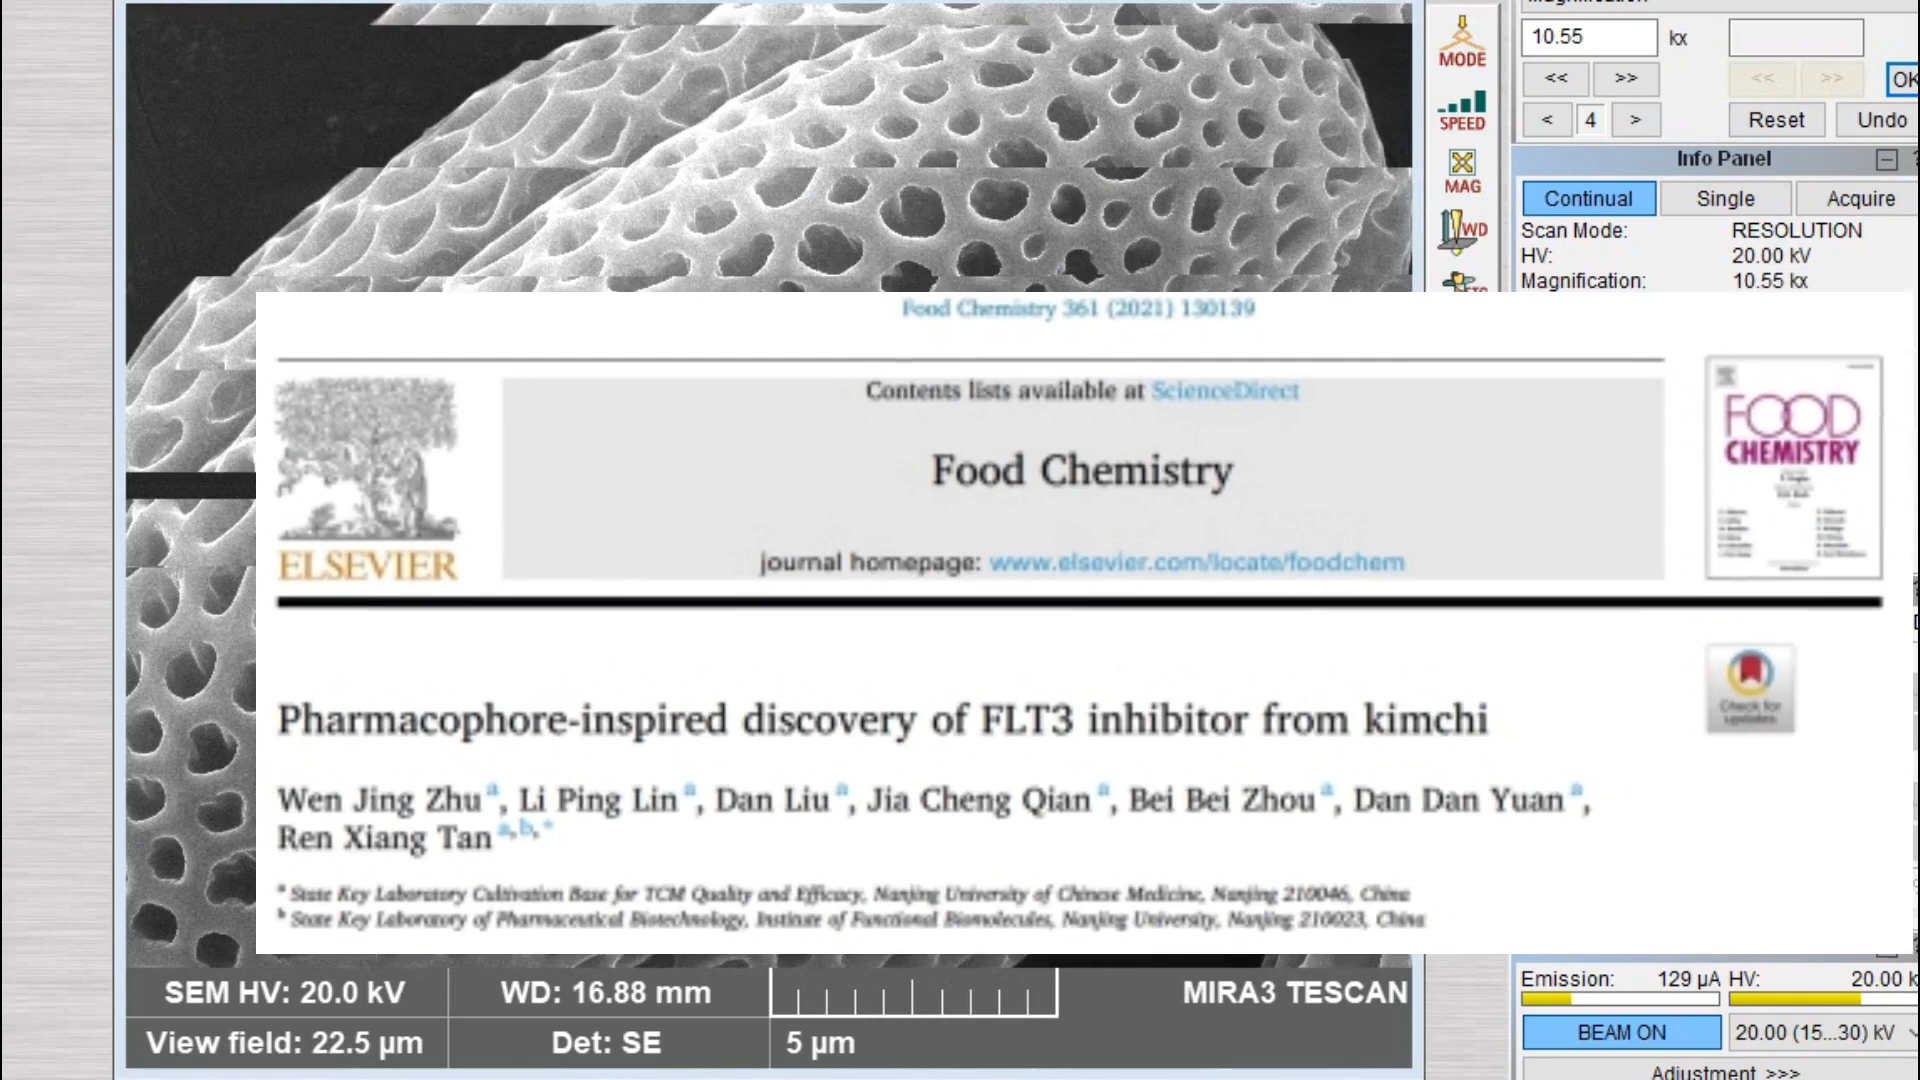 Magnification
10.55 kx
<< >> << >> OK
< 4 > Reset Undo
MODE
SPEED
MAG
WD
Info Panel
Continual Single Acquire
Scan Mode: RESOLUTION
HV: 20.00 kV
Magnification: 10.55 kx
Food Chemistry 361 (2021) 130139
Contents lists available at ScienceDirect
Food Chemistry
journal homepage: www.elsevier.com/locate/foodchem
ELSEVIER
FOOD
CHEMISTRY
Check for
updates
Pharmacophore-inspired discovery of FLT3 inhibitor from kimchi
Wen Jing Zhu a, Li Ping Lin a, Dan Liu a, Jia Cheng Qian a, Bei Bei Zhou a, Dan Dan Yuan a,
Ren Xiang Tan a,b,*
a State Key Laboratory Cultivation Base for TCM Quality and Efficacy, Nanjing University of Chinese Medicine, Nanjing 210046, China
b State Key Laboratory of Pharmaceutical Biotechnology, Institute of Functional Biomolecules, Nanjing University, Nanjing 210023, China
SEM HV: 20.0 kV WD: 16.88 mm MIRA3 TESCAN
View field: 22.5 µm Det: SE 5 µm
Emission: 129 µA HV: 20.00 k
BEAM ON 20.00 (15...30) kV
Adjustment >>>